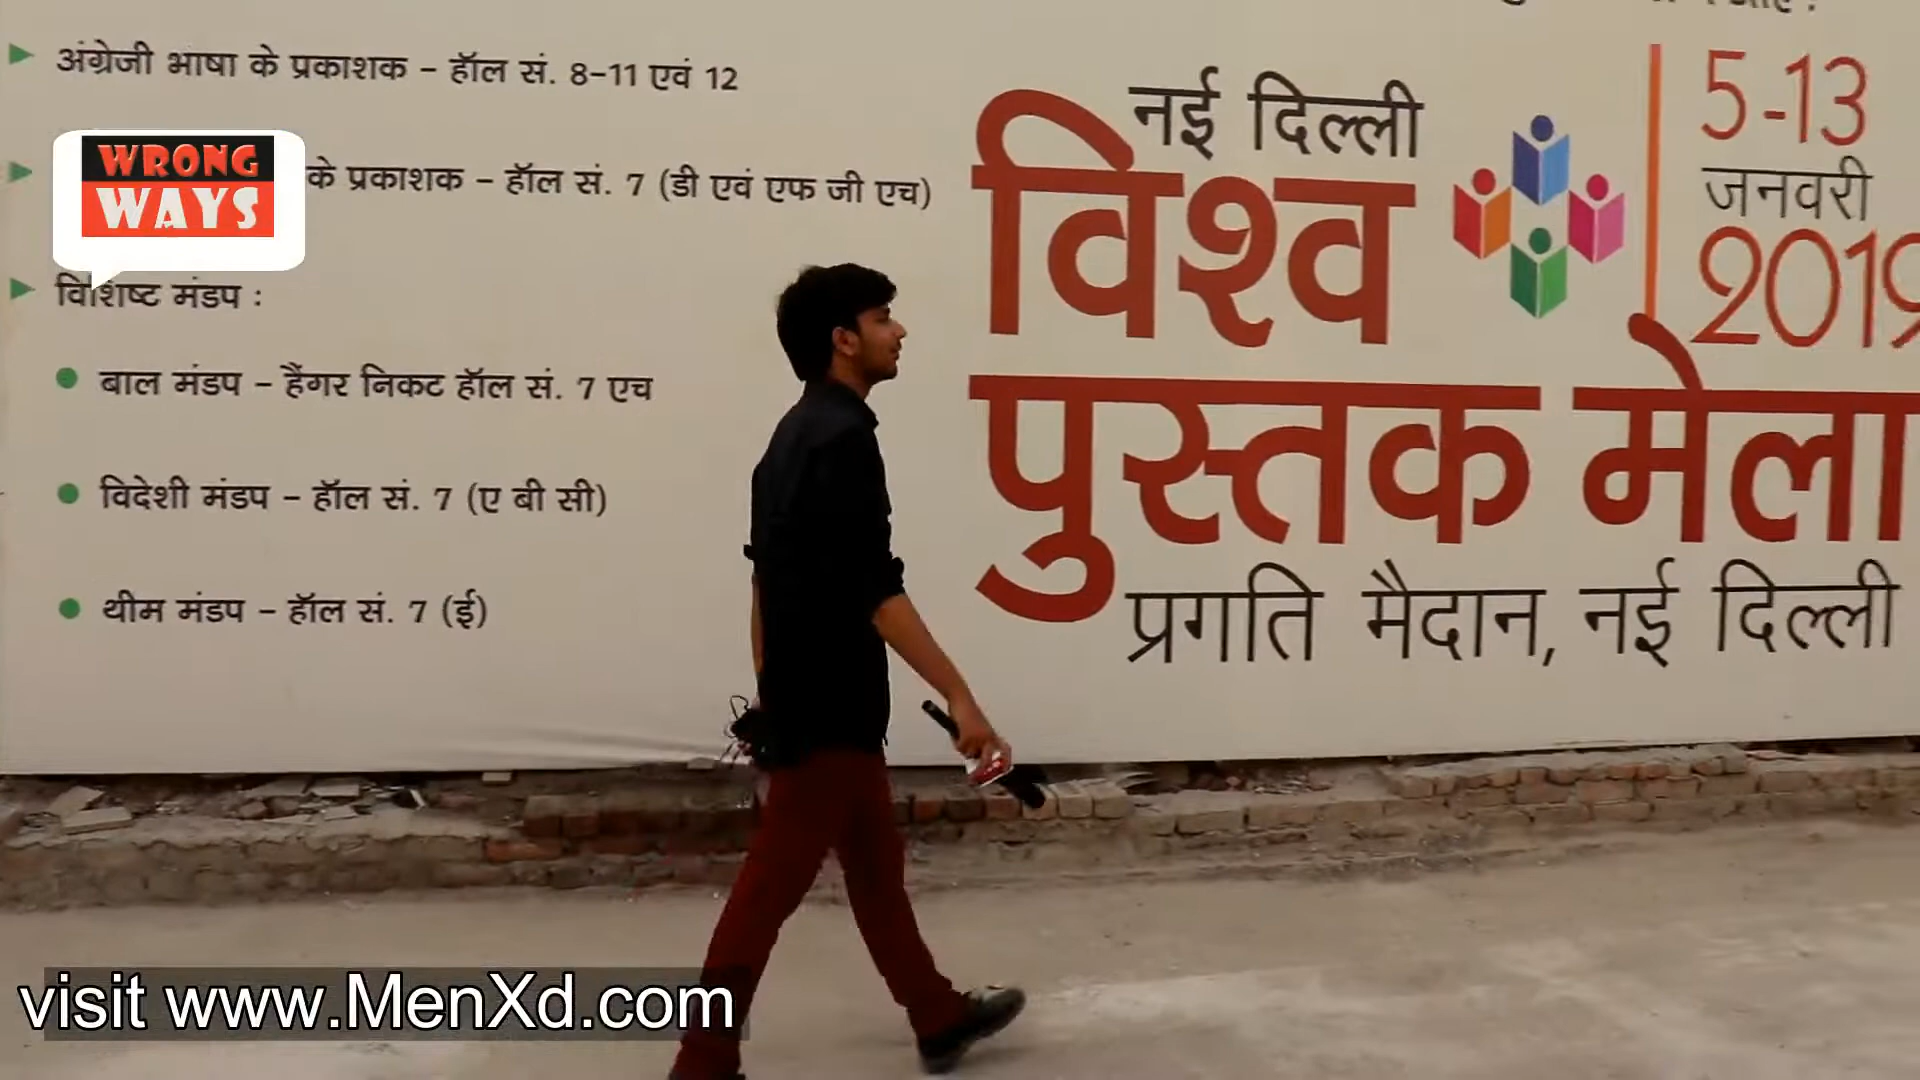 अंग्रेजी भाषा के प्रकाशक – हॉल सं. 8-11 एवं 12
के प्रकाशक – हॉल सं. 7 (डी एवं एफ जी एच)
विशिष्ट मंडप :
बाल मंडप – हैंगर निकट हॉल सं. 7 एच
विदेशी मंडप – हॉल सं. 7 (ए बी सी)
थीम मंडप – हॉल सं. 7 (ई)
WRONG
WAYS
नई दिल्ली
विश्व
पुस्तक मेला
5-13
जनवरी
2019
प्रगति मैदान, नई दिल्ली
visit www.MenXd.com